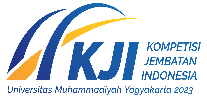 KJI
KOMPETISI
JEMBATAN
INDONESIA
Universitas Muhammadiyah Yogyakarta 2023